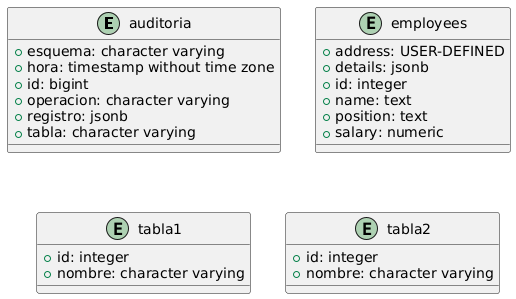 E auditoria
esquema: character varying
hora: timestamp without time zone
id: bigint
operacion: character varying
registro: jsonb
tabla: character varying
E employees
address: USER-DEFINED
details: jsonb
id: integer
name: text
position: text
salary: numeric
E tabla1
id: integer
nombre: character varying
E tabla2
id: integer
nombre: character varying